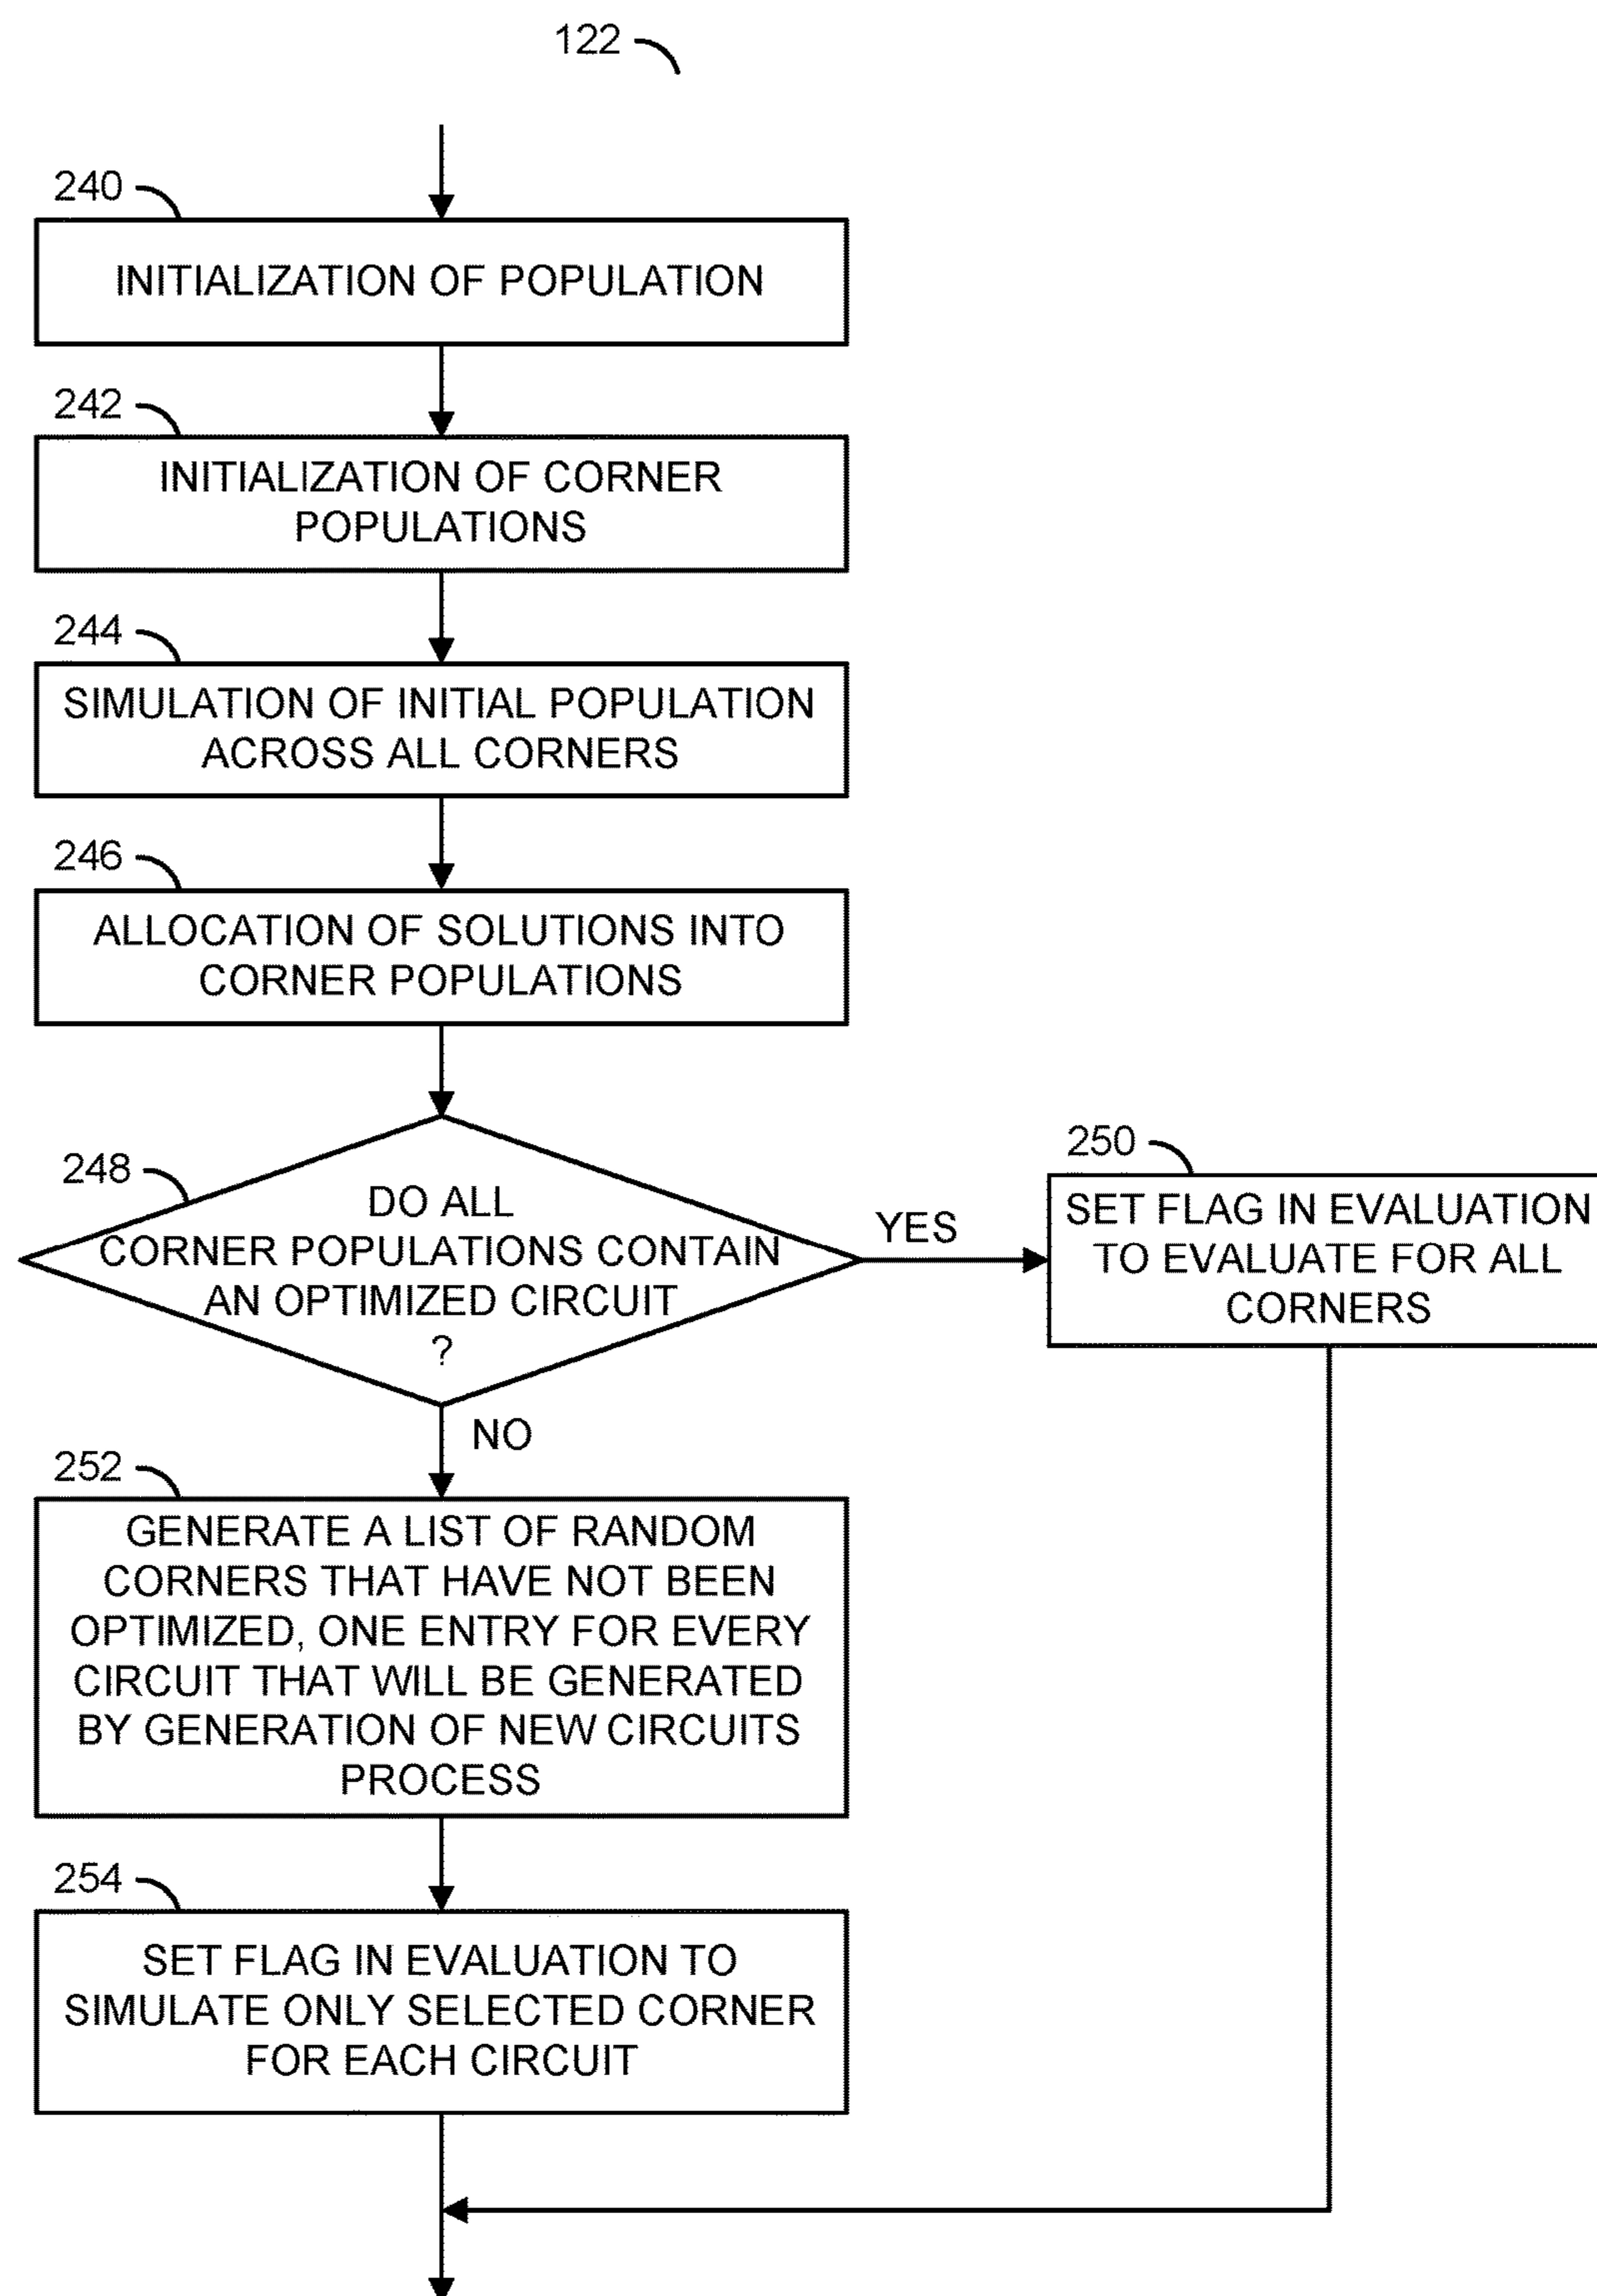 122
240
INITIALIZATION OF POPULATION
242
INITIALIZATION OF CORNER
POPULATIONS
244
SIMULATION OF INITIAL POPULATION
ACROSS ALL CORNERS
246
ALLOCATION OF SOLUTIONS INTO
CORNER POPULATIONS
248
DO ALL
CORNER POPULATIONS CONTAIN
AN OPTIMIZED CIRCUIT
?
YES
250
SET FLAG IN EVALUATION
TO EVALUATE FOR ALL
CORNERS
NO
252
GENERATE A LIST OF RANDOM
CORNERS THAT HAVE NOT BEEN
OPTIMIZED, ONE ENTRY FOR EVERY
CIRCUIT THAT WILL BE GENERATED
BY GENERATION OF NEW CIRCUITS
PROCESS
254
SET FLAG IN EVALUATION TO
SIMULATE ONLY SELECTED CORNER
FOR EACH CIRCUIT